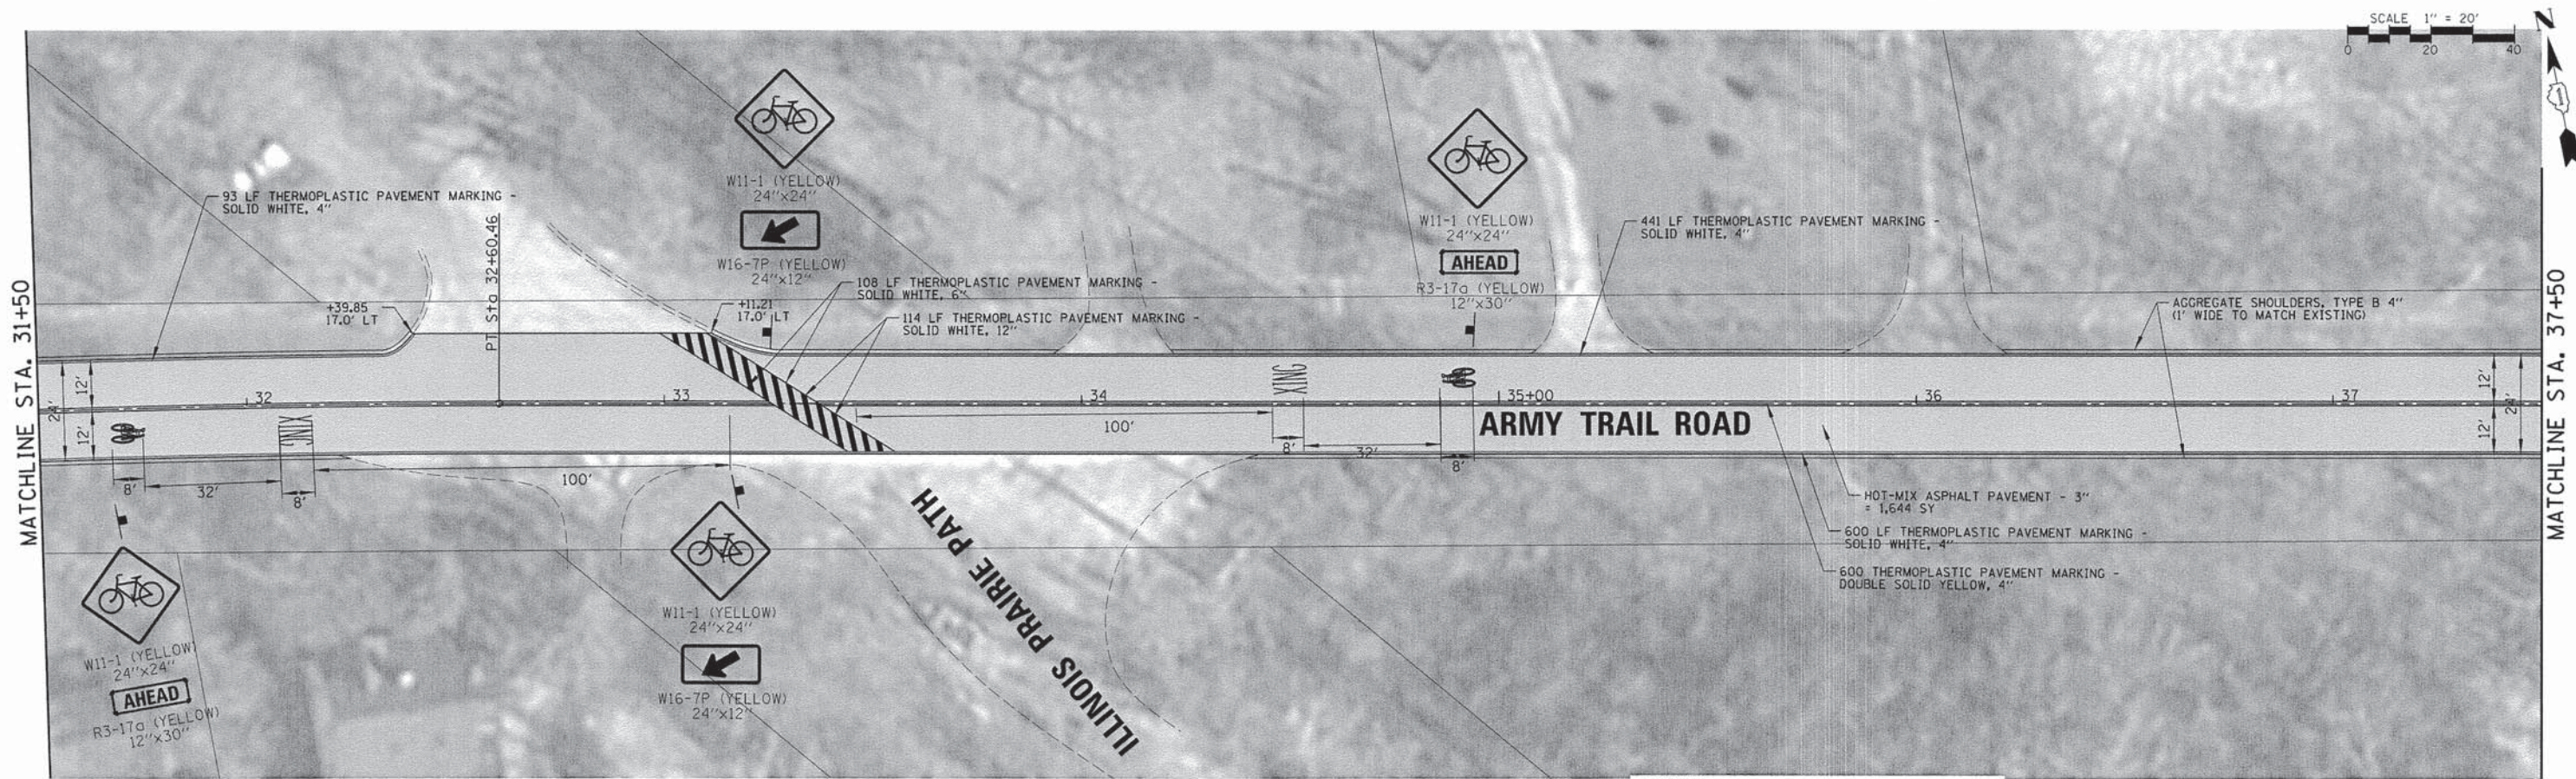 SCALE 1" = 20'
0 20 40
N
W11-1 (YELLOW)
24"x24"
W16-7P (YELLOW)
24"x12"
W11-1 (YELLOW)
24"x24"
AHEAD
R3-17a (YELLOW)
12"x30"
93 LF THERMOPLASTIC PAVEMENT MARKING -
SOLID WHITE, 4"
441 LF THERMOPLASTIC PAVEMENT MARKING -
SOLID WHITE, 4"
PT Sta 32+60.46
108 LF THERMOPLASTIC PAVEMENT MARKING -
SOLID WHITE, 6"
114 LF THERMOPLASTIC PAVEMENT MARKING -
SOLID WHITE, 12"
+39.85
17.0' LT
+11.21
17.0' LT
AGGREGATE SHOULDERS, TYPE B 4"
(1' WIDE TO MATCH EXISTING)
MATCHLINE STA. 31+50
MATCHLINE STA. 37+50
24'
12'
12'
32
33
34
35+00
36
37
12'
12'
24'
XING
XING
ARMY TRAIL ROAD
100'
8'
32'
8'
8'
32'
8'
100'
HOT-MIX ASPHALT PAVEMENT - 3"
= 1,644 SY
600 LF THERMOPLASTIC PAVEMENT MARKING -
SOLID WHITE, 4"
600 THERMOPLASTIC PAVEMENT MARKING -
DOUBLE SOLID YELLOW, 4"
ILLINOIS PRAIRIE PATH
W11-1 (YELLOW)
24"x24"
AHEAD
R3-17a (YELLOW)
12"x30"
W11-1 (YELLOW)
24"x24"
W16-7P (YELLOW)
24"x12"